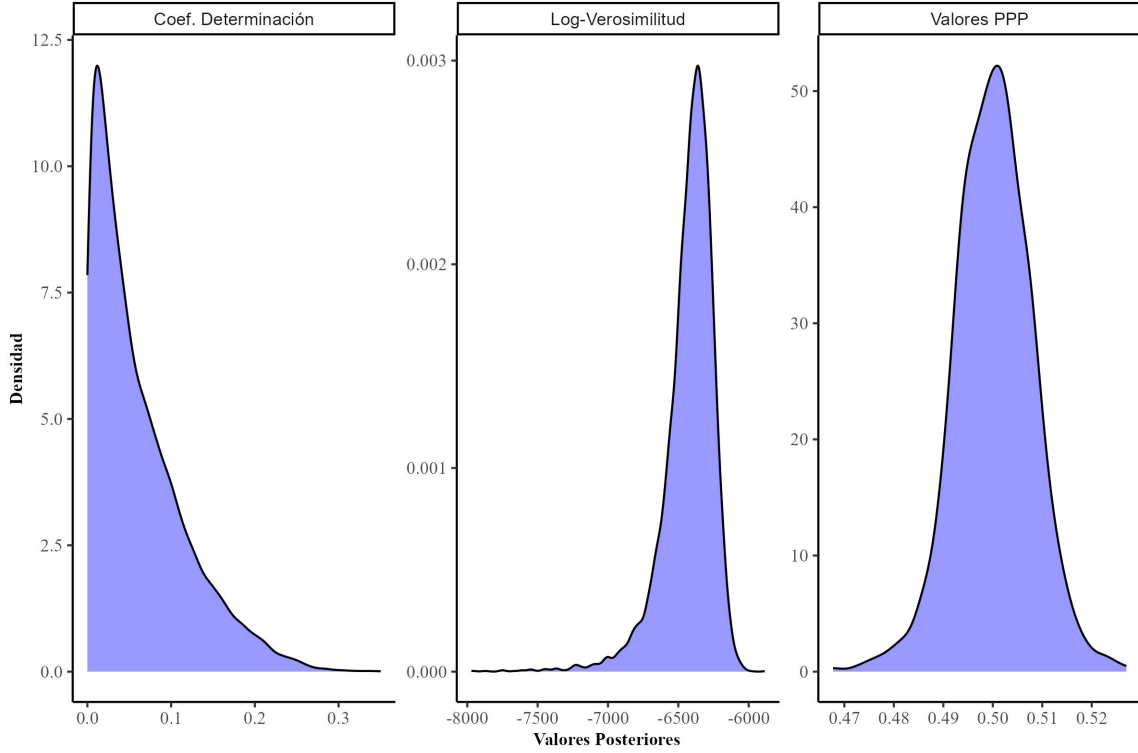 Coef. Determinación
Log-Verosimilitud
Valores PPP
Densidad
12.5
10.0
7.5
5.0
2.5
0.0
0.003
0.002
0.001
0.000
50
40
30
20
10
0
0.0 0.1 0.2 0.3
-8000 -7500 -7000 -6500 -6000
0.47 0.48 0.49 0.50 0.51 0.52
Valores Posteriores